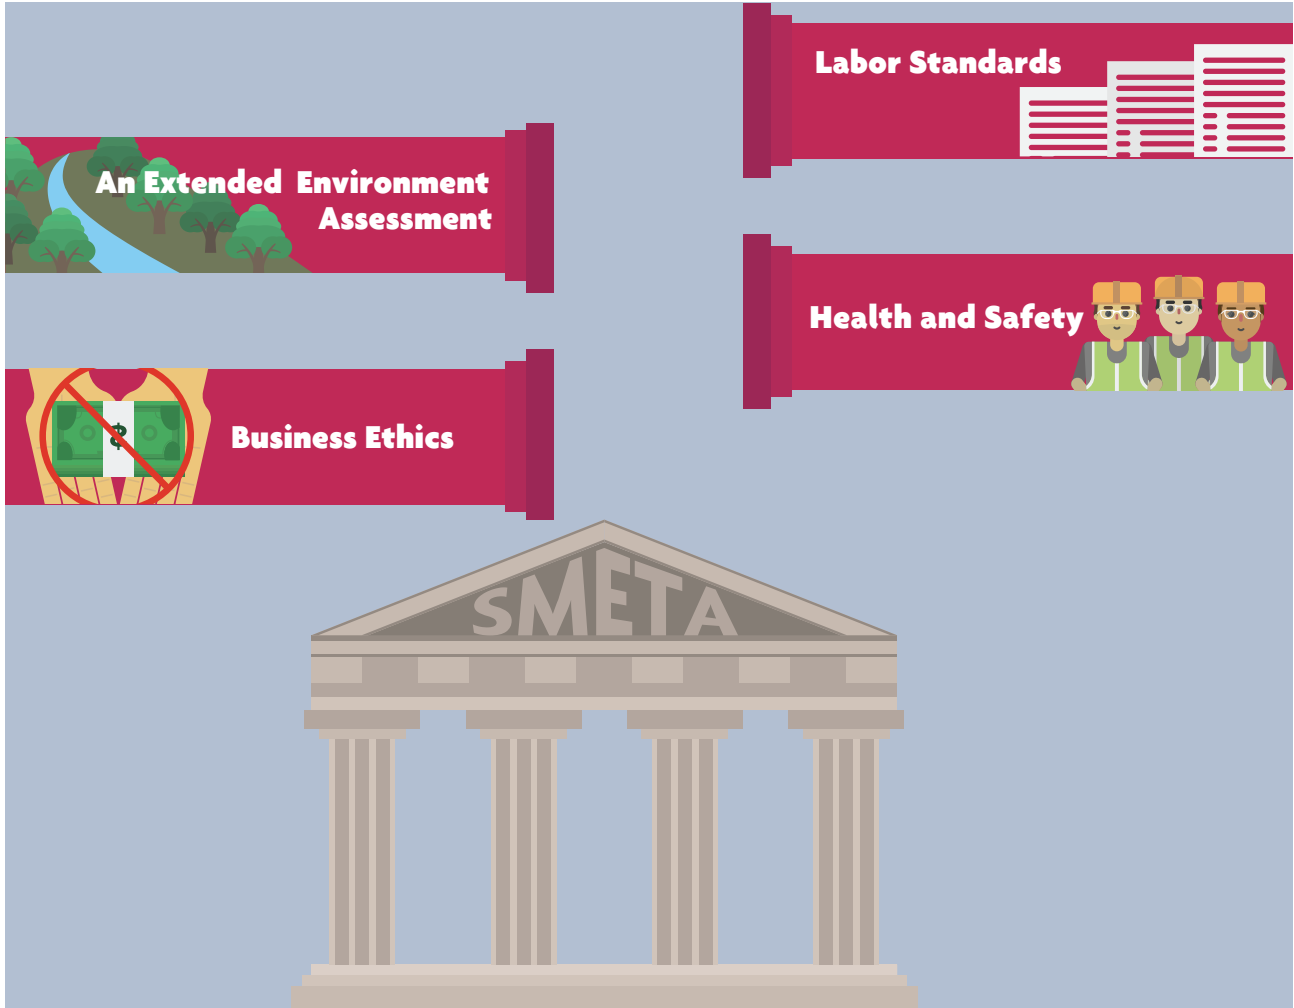 Labor Standards
An Extended Environment
Assessment
Health and Safety
$
Business Ethics
SMETA